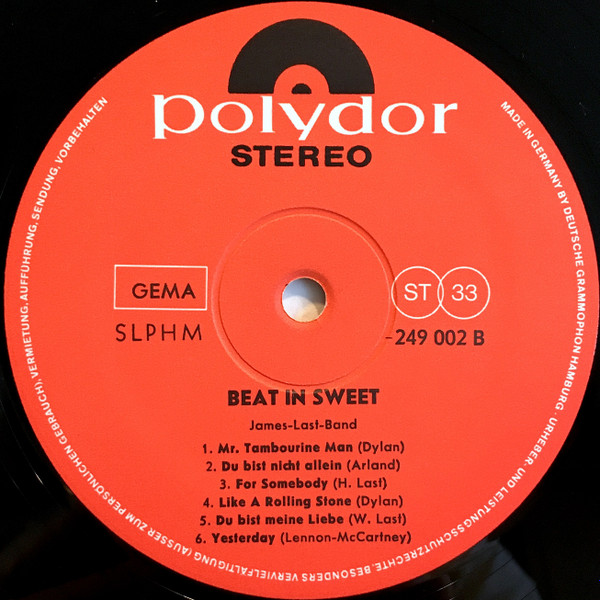 polydor
STEREO
GEMA
SLPHM
ST 33
249 002 B
BEAT IN SWEET
James-Last-Band
1. Mr. Tambourine Man (Dylan)
2. Du bist nicht allein (Arland)
3. For Somebody (H. Last)
4. Like A Rolling Stone (Dylan)
5. Du bist meine Liebe (W. Last)
6. Yesterday (Lennon-McCartney)
MADE IN GERMANY BY DEUTSCHE GRAMMOPHON HAMBURG · URHEBER- UND LEISTUNGSSCHUTZRECHTE, BESONDERS VERVIELFÄLTIGUNG (AUSSER ZUM PERSÖNLICHEN GEBRAUCH), VERMIETUNG, AUFFÜHRUNG, SENDUNG, VORBEHALTEN